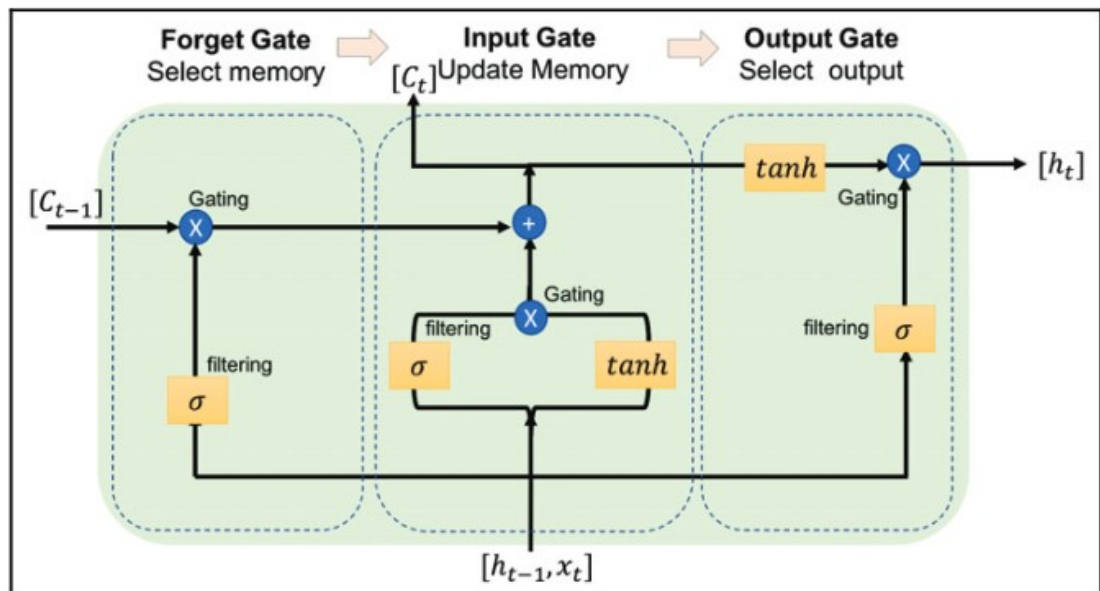 Forget Gate
Select memory
Input Gate
Update Memory
Output Gate
Select output
[C_t]
[C_{t-1}]
Gating
tanh
X
[h_t]
Gating
X
+
Gating
X
filtering
σ
tanh
filtering
σ
filtering
σ
[h_{t-1}, x_t]